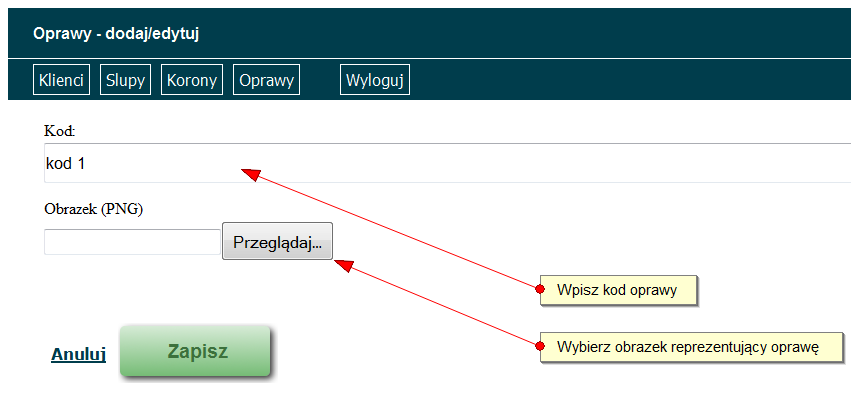 Oprawy - dodaj/edytuj
Klienci Slupy Korony Oprawy Wyloguj
Kod:
kod 1
Obrazek (PNG)
Przeglądaj...
Wpisz kod oprawy
Wybierz obrazek reprezentujący oprawę
Anuluj Zapisz